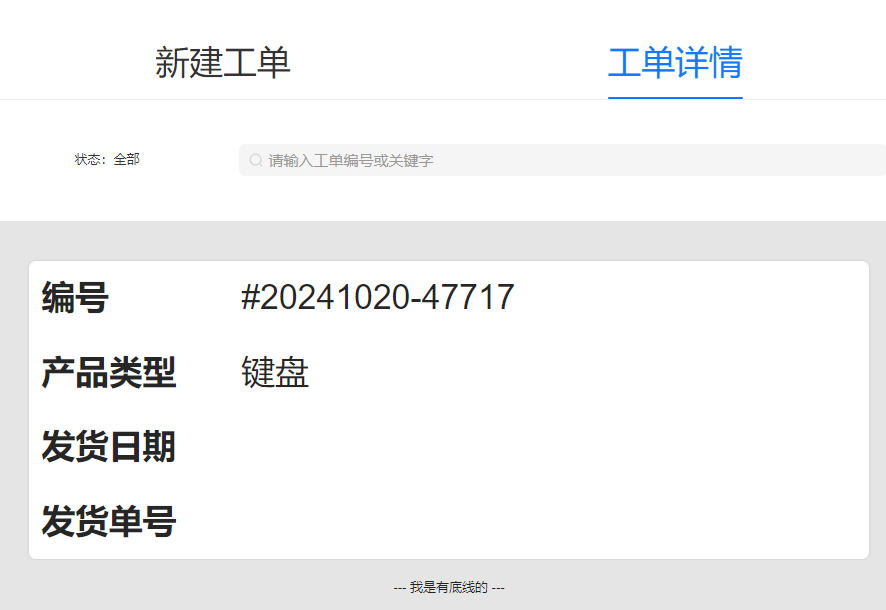 新建工单 工单详情
状态：全部 请输入工单编号或关键字
编号 #20241020-47717
产品类型 键盘
发货日期
发货单号
--- 我是有底线的 ---